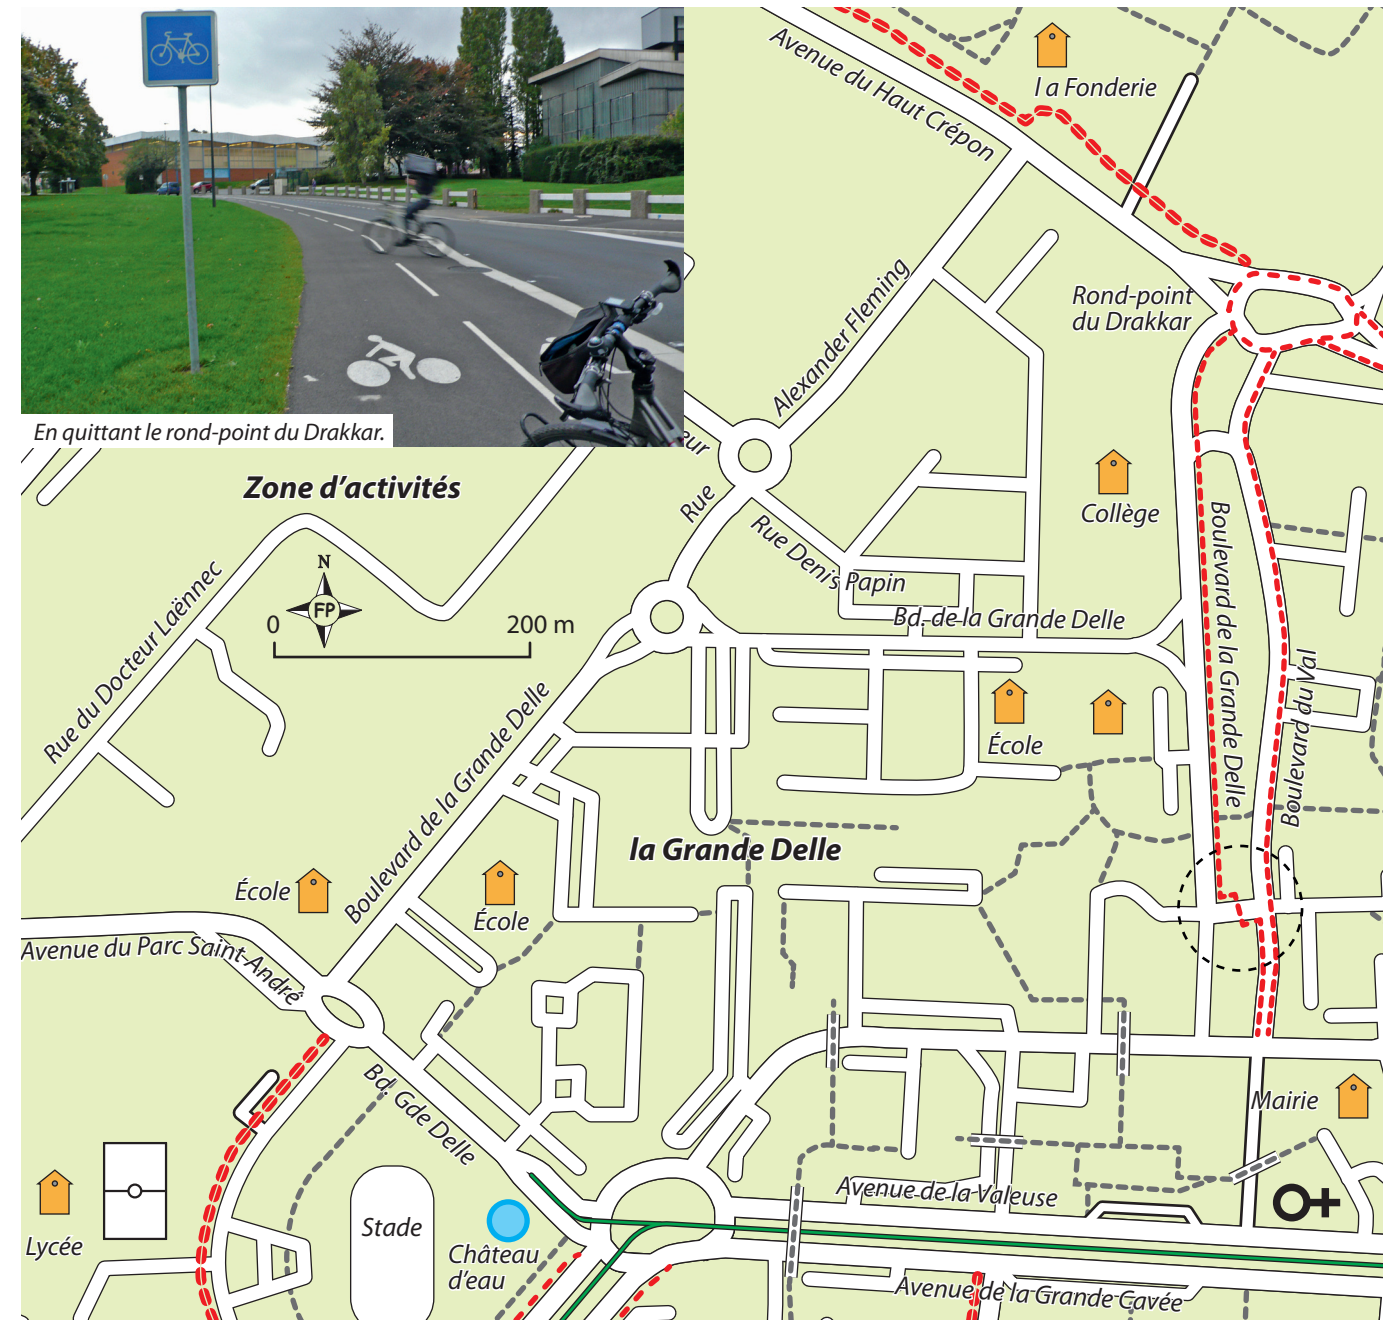 Avenue du Haut Crépon
l a Fonderie
Rond-point
du Drakkar
Alexander Fleming
En quittant le rond-point du Drakkar.
eur
Zone d'activités
Rue
Rue Denis Papin
Collège
Boulevard de la Grande Delle
N
FP
0
200 m
Rue du Docteur Laënnec
Bd. de la Grande Delle
Boulevard du Val
École
Boulevard de la Grande Delle
la Grande Delle
École
École
Avenue du Parc Saint-André
Bd. Gde Delle
Mairie
Avenue de la Valeuse
Stade
Lycée
Château
d'eau
Avenue de la Grande Cavée